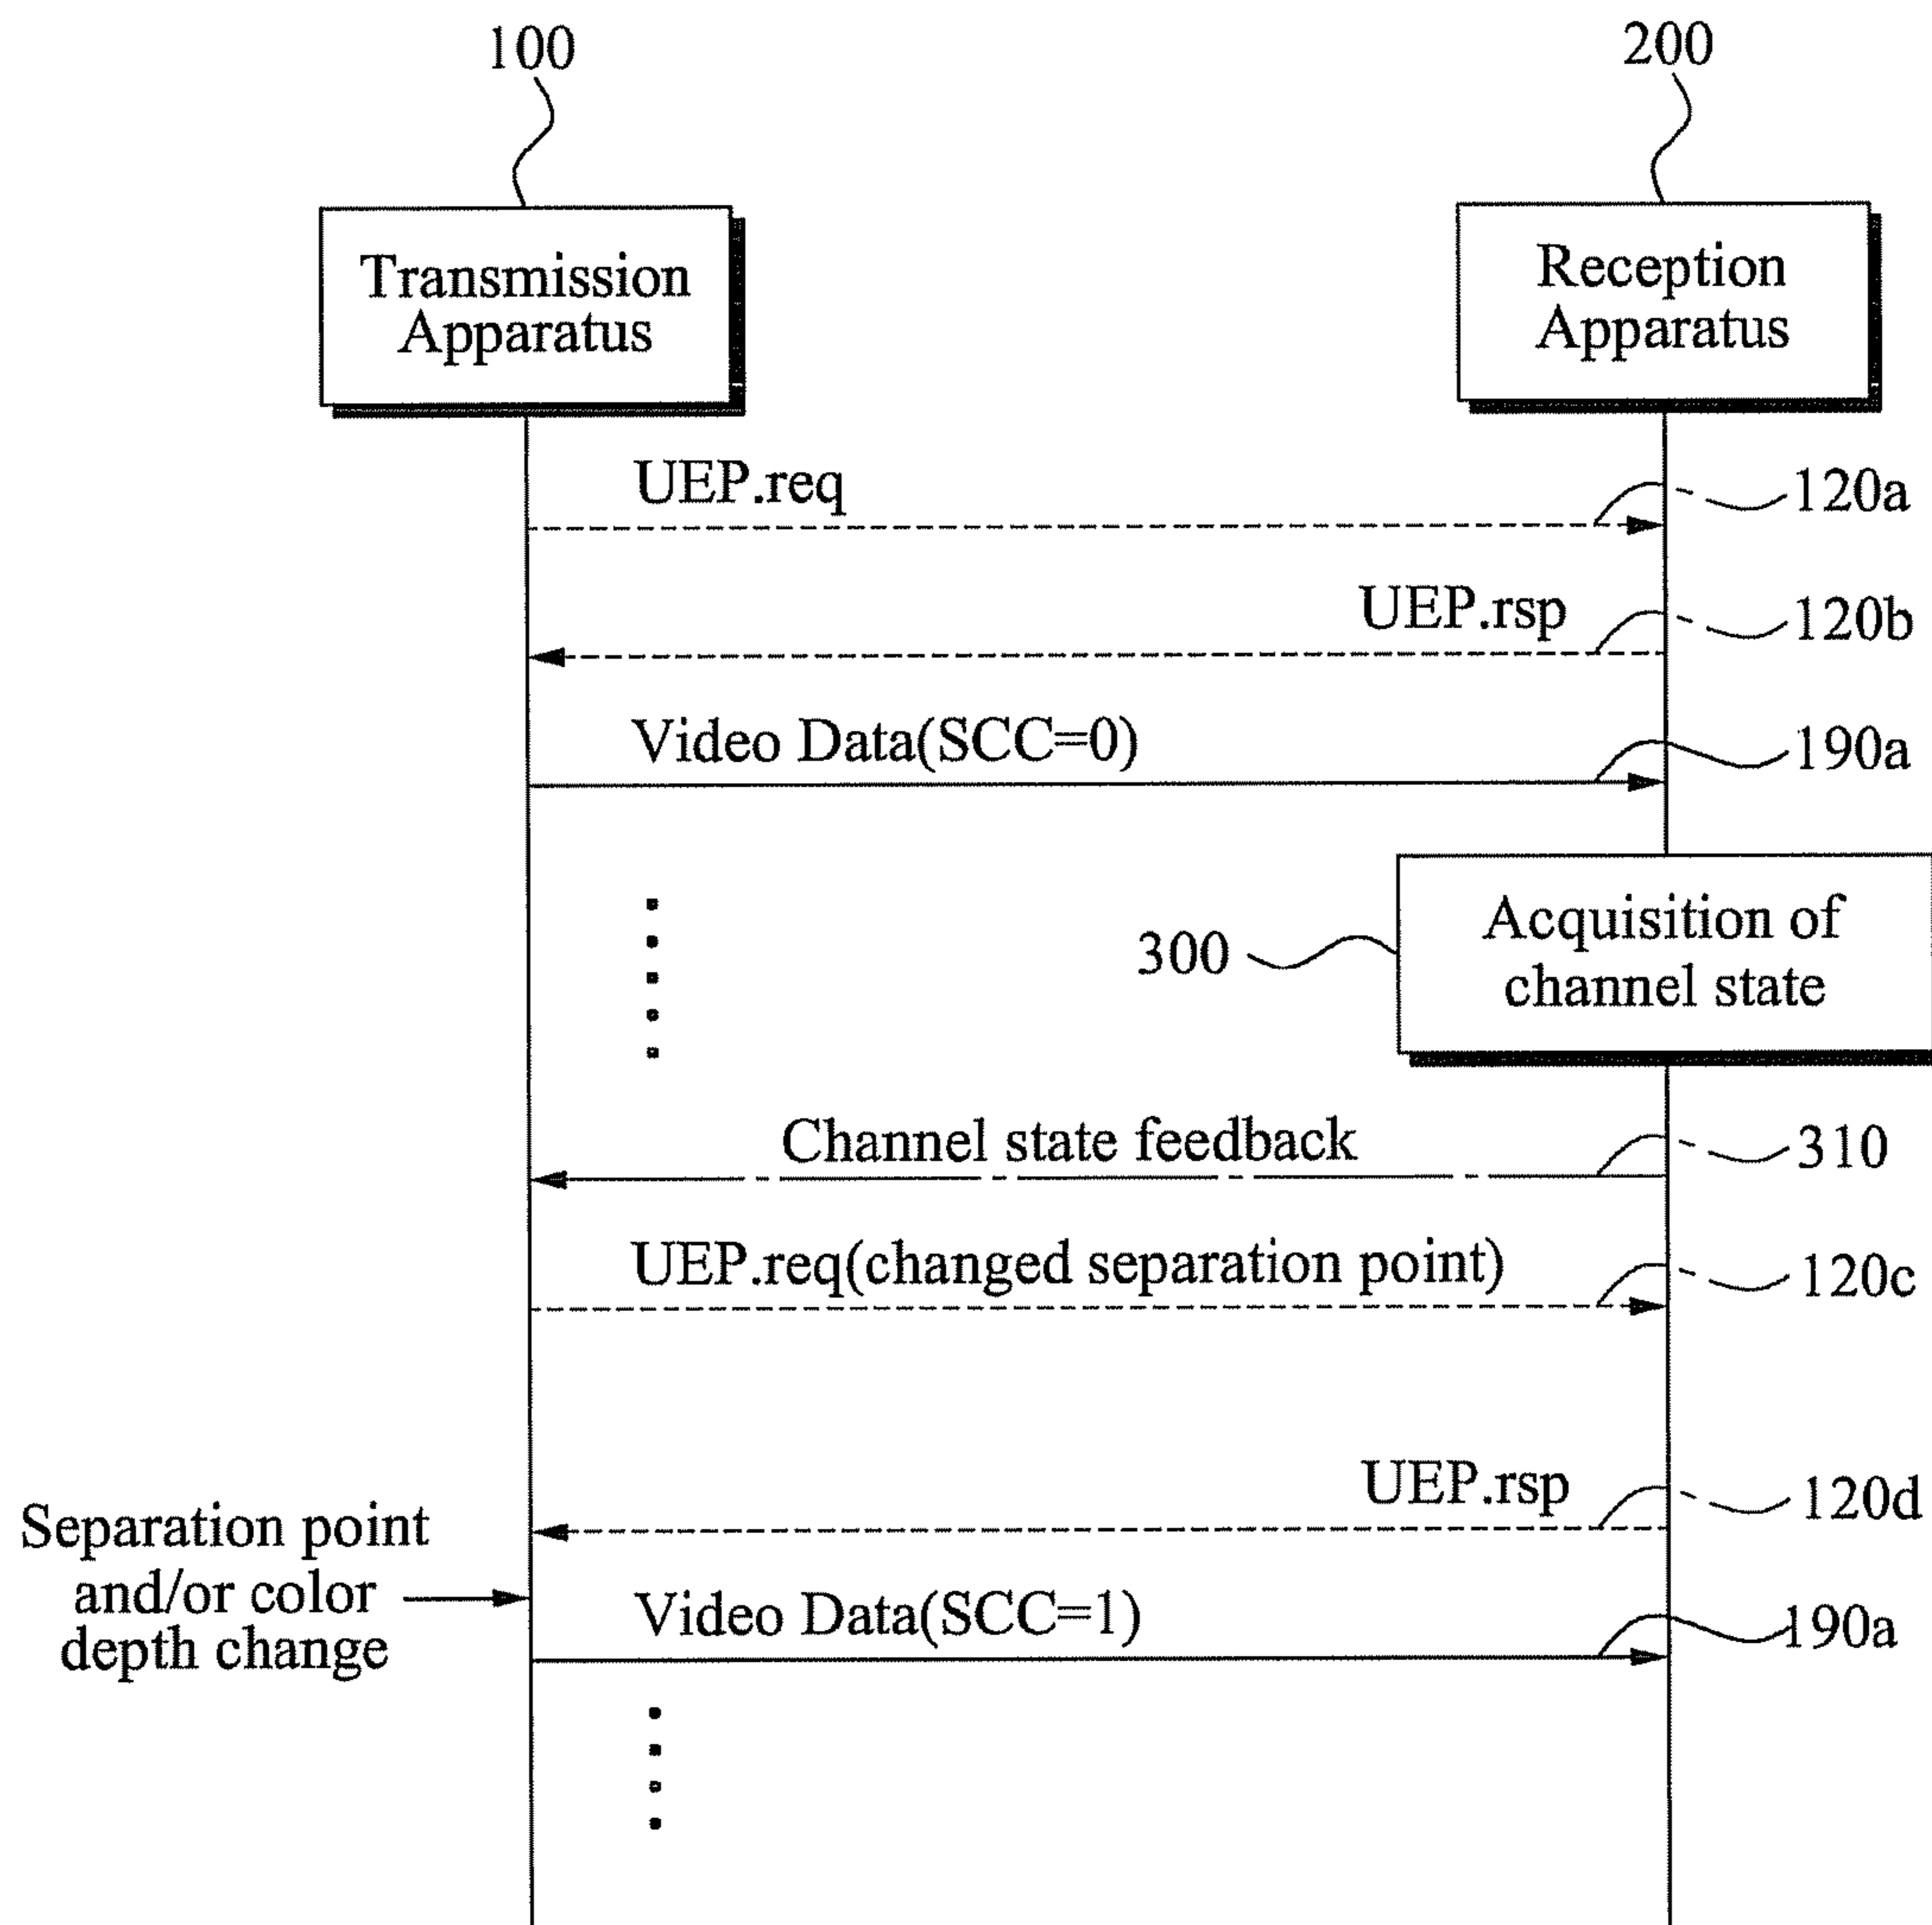 100
200
Transmission
Apparatus
Reception
Apparatus
UEP.req
120a
UEP.rsp
120b
Video Data(SCC=0)
190a
Acquisition of
channel state
300
Channel state feedback
310
UEP.req(changed separation point)
120c
UEP.rsp
120d
Separation point
and/or color
depth change
Video Data(SCC=1)
190a